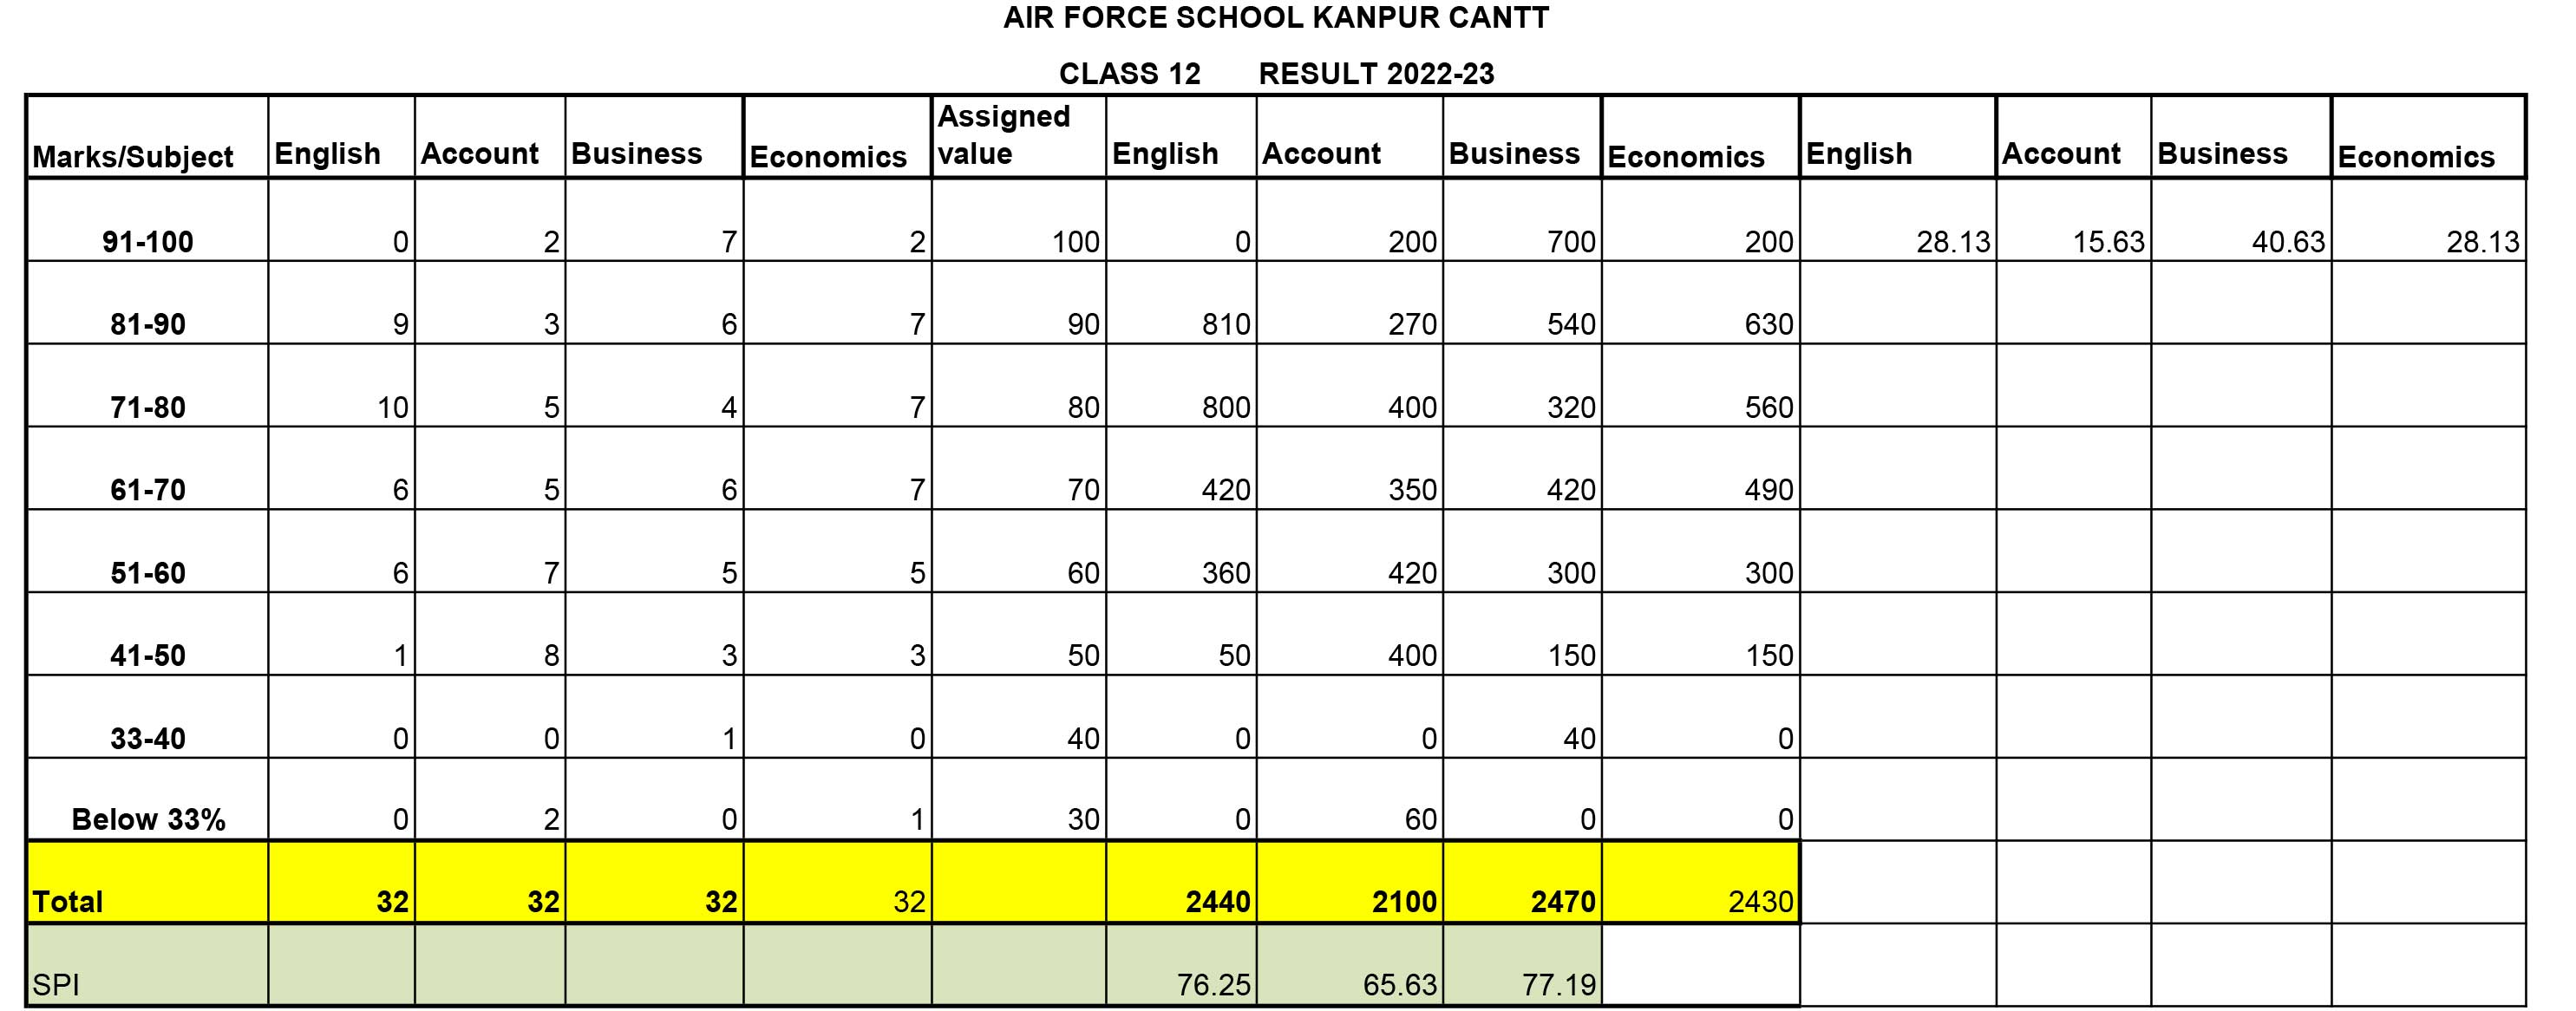 AIR FORCE SCHOOL KANPUR CANTT
CLASS 12 RESULT 2022-23
Marks/Subject English Account Business Economics Assigned value English Account Business Economics English Account Business Economics
91-100 0 2 7 2 100 0 200 700 200 28.13 15.63 40.63 28.13
81-90 9 3 6 7 90 810 270 540 630
71-80 10 5 4 7 80 800 400 320 560
61-70 6 5 6 7 70 420 350 420 490
51-60 6 7 5 5 60 360 420 300 300
41-50 1 8 3 3 50 50 400 150 150
33-40 0 0 1 0 40 0 0 40 0
Below 33% 0 2 0 1 30 0 60 0 0
Total 32 32 32 32 2440 2100 2470 2430
SPI 76.25 65.63 77.19